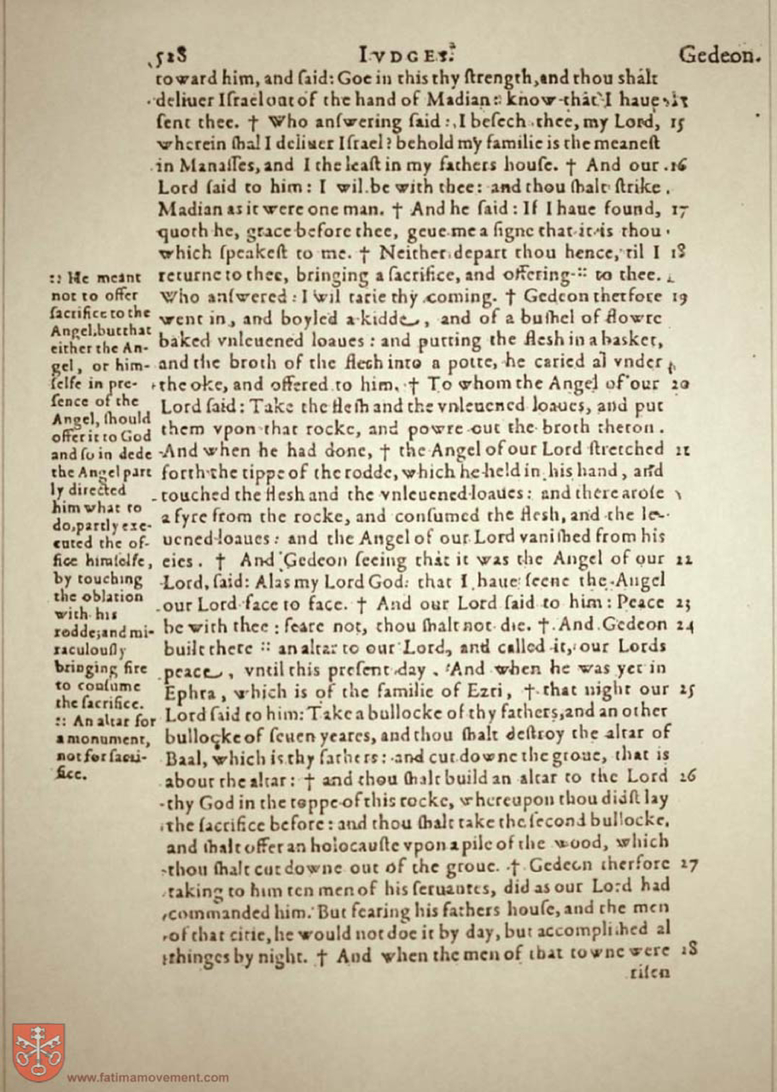 528 IVDGES. Gedeon.
toward him, and ſaid: Goe in this thy ſtrength, and thou ſhalt
deliuer Iſrael out of the hand of Madian: know that I haue
ſent thee. † Who anſwering ſaid: I beſech thee, my Lord, 15
wherein ſhal I deliuer Iſrael? behold my familie is the meaneſt
in Manaſſes, and I the leaſt in my fathers houſe. † And our 16
Lord ſaid to him: I wil be with thee: and thou ſhalt ſtrike
Madian as it were one man. † And he ſaid: If I haue found, 17
quoth he, grace before thee, geue me a ſigne that it is thou
which ſpeakeſt to me. † Neither depart thou hence, til I 18
returne to thee, bringing a ſacrifice, and offering :: to thee.
Who anſwered: I wil tarie thy coming. † Gedeon therfore 19
went in, and boyled a kidde, and of a buſhel of flowre
baked vnleuened loaues: and putting the fleſh in a basket,
and the broth of the flech into a potte, he caried al vnder
the oke, and offered to him. † To whom the Angel of our 20
Lord ſaid: Take the fleſh and the vnleuened loaues, and put
them vpon that rocke, and powre out the broth theron.
And when he had done, † the Angel of our Lord ſtretched 21
forth the tippe of the rodde, which he held in his hand, and
touched the fleſh and the vnleuened loaues: and there aroſe
a fyre from the rocke, and conſumed the fleſh, and the le-
uened loaues: and the Angel of our Lord vaniſhed from his
eies. † And Gedeon ſeeing that it was the Angel of our 22
Lord, ſaid: Alas my Lord God: that I haue ſeene the Angel
our Lord face to face. † And our Lord ſaid to him: Peace 23
be with thee: feare not, thou ſhalt not die. † And Gedeon 24
built there :: an altar to our Lord, and called it, our Lords
peace, vntil this preſent day. And when he was yet in
Ephra, which is of the familie of Ezri, † that night our 25
Lord ſaid to him: Take a bullocke of thy fathers, and an other
bullocke of ſeuen yeares, and thou ſhalt deſtroy the altar of
Baal, which is thy fathers: and cut downe the groue, that is
about the altar: † and thou ſhalt build an altar to the Lord 26
thy God in the toppe of this rocke, whereupon thou didſt lay
the ſacrifice before: and thou ſhalt take the ſecond bullocke,
and ſhalt offer an holocauſte vpon a pile of the wood, which
thou ſhalt cut downe out of the groue. † Gedeon therfore 27
taking to him ten men of his ſeruantes, did as our Lord had
commanded him. But fearing his fathers houſe, and the men
of that citie, he would not doe it by day, but accompliſhed al
thinges by night. † And when the men of that towne were 28
riſen
:: He meant
not to offer
ſacrifice to the
Angel, but that
either the An-
gel, or him-
ſelfe in pre-
ſence of the
Angel, ſhould
offer it to God
and ſo in dede
the Angel part
ly directed
him what to
do, partly exe-
cuted the of-
fice himſelfe,
by touching
the oblation
with his
rodde; and mi-
raculouſly
bringing fire
to conſume
the ſacrifice.
:: An altar for
a monument,
not for ſacri-
fice.
www.fatimamovement.com